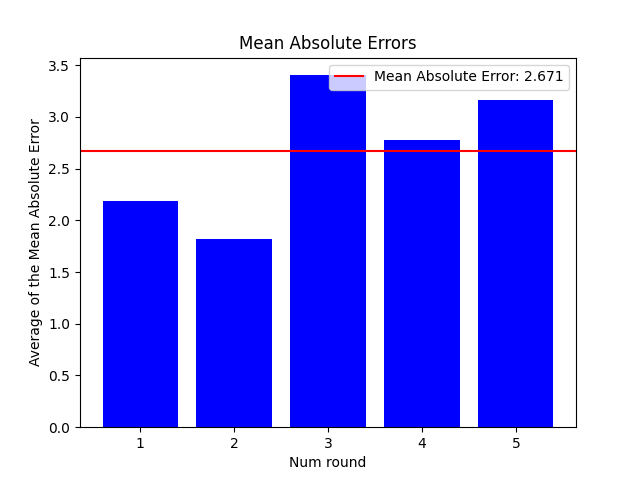 Mean Absolute Errors
Mean Absolute Error: 2.671
Average of the Mean Absolute Error
3.5
3.0
2.5
2.0
1.5
1.0
0.5
0.0
1 2 3 4 5
Num round